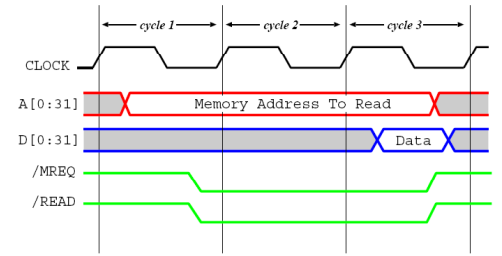 cycle 1 cycle 2 cycle 3
CLOCK
A[0:31] Memory Address To Read
D[0:31] Data
/MREQ
/READ